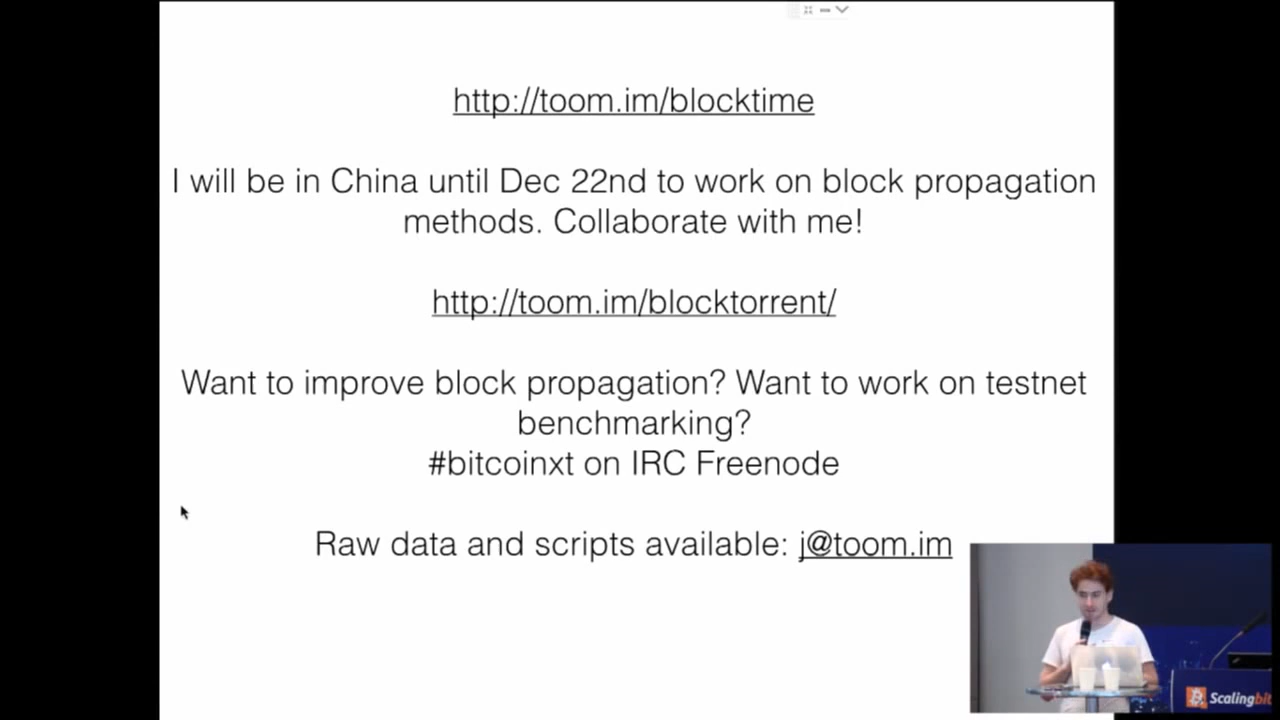 http://toom.im/blocktime
I will be in China until Dec 22nd to work on block propagation
methods. Collaborate with me!
http://toom.im/blocktorrent/
Want to improve block propagation? Want to work on testnet
benchmarking?
#bitcoinxt on IRC Freenode
Raw data and scripts available: j@toom.im
Scalingbit